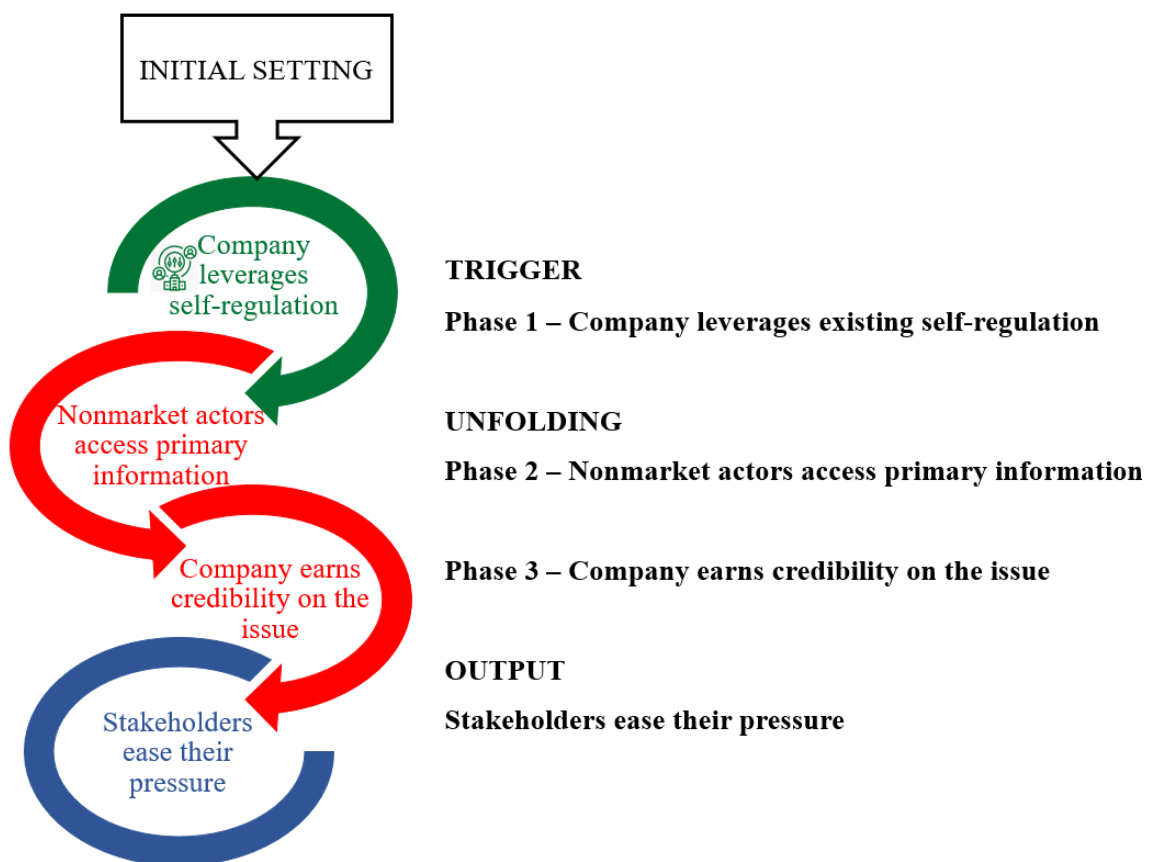 INITIAL SETTING
Company
leverages
self-regulation
TRIGGER
Phase 1 – Company leverages existing self-regulation
Nonmarket actors
access primary
information
UNFOLDING
Phase 2 – Nonmarket actors access primary information
Company earns
credibility on the
issue
Phase 3 – Company earns credibility on the issue
Stakeholders
ease their
pressure
OUTPUT
Stakeholders ease their pressure